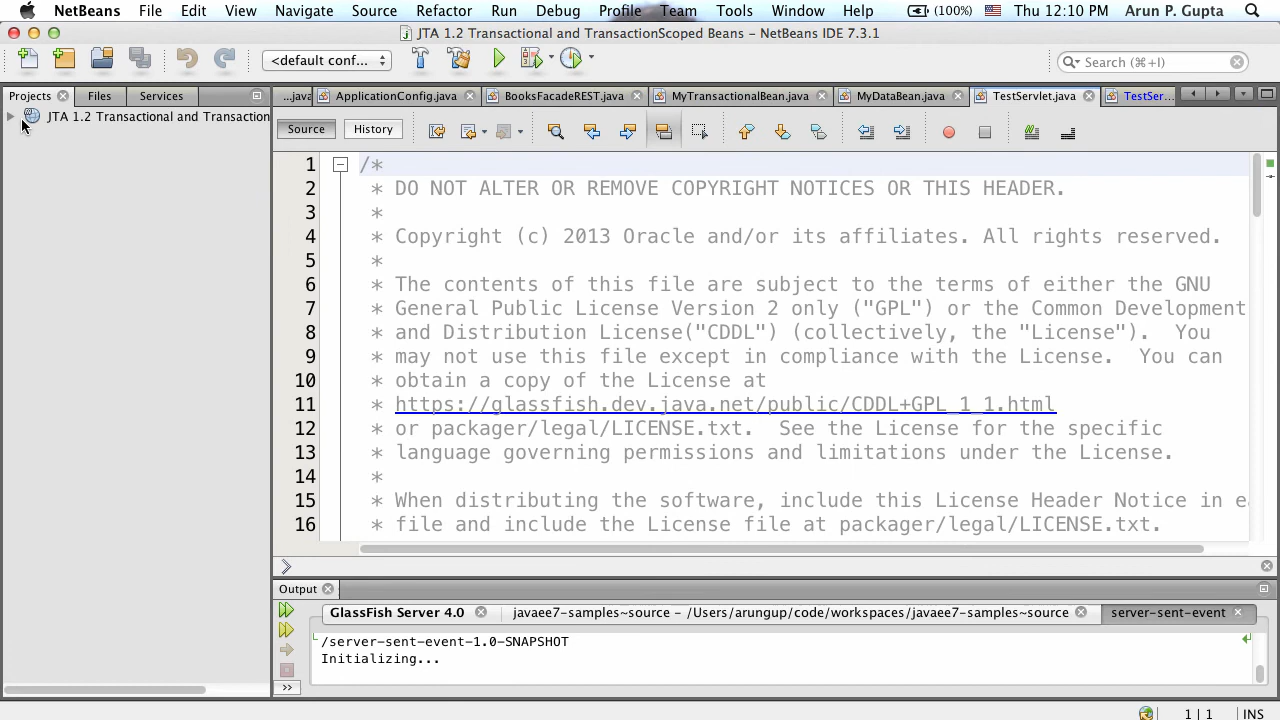 NetBeans File Edit View Navigate Source Refactor Run Debug Profile Team Tools Window Help (100%) Thu 12:10 PM Arun P. Gupta
JTA 1.2 Transactional and TransactionScoped Beans – NetBeans IDE 7.3.1
<default conf...
Search (⌘+I)
Projects Files Services
...java ApplicationConfig.java BooksFacadeREST.java MyTransactionalBean.java MyDataBean.java TestServlet.java TestSer...
JTA 1.2 Transactional and Transaction
Source History
1 /*
2 * DO NOT ALTER OR REMOVE COPYRIGHT NOTICES OR THIS HEADER.
3 *
4 * Copyright (c) 2013 Oracle and/or its affiliates. All rights reserved.
5 *
6 * The contents of this file are subject to the terms of either the GNU
7 * General Public License Version 2 only ("GPL") or the Common Development
8 * and Distribution License("CDDL") (collectively, the "License").  You
9 * may not use this file except in compliance with the License.  You can
10 * obtain a copy of the License at
11 * https://glassfish.dev.java.net/public/CDDL+GPL_1_1.html
12 * or packager/legal/LICENSE.txt.  See the License for the specific
13 * language governing permissions and limitations under the License.
14 *
15 * When distributing the software, include this License Header Notice in ea
16 * file and include the License file at packager/legal/LICENSE.txt.
Output
GlassFish Server 4.0 javaee7-samples~source – /Users/arungup/code/workspaces/javaee7-samples~source server-sent-event
/server-sent-event-1.0-SNAPSHOT
Initializing...
1 | 1 INS